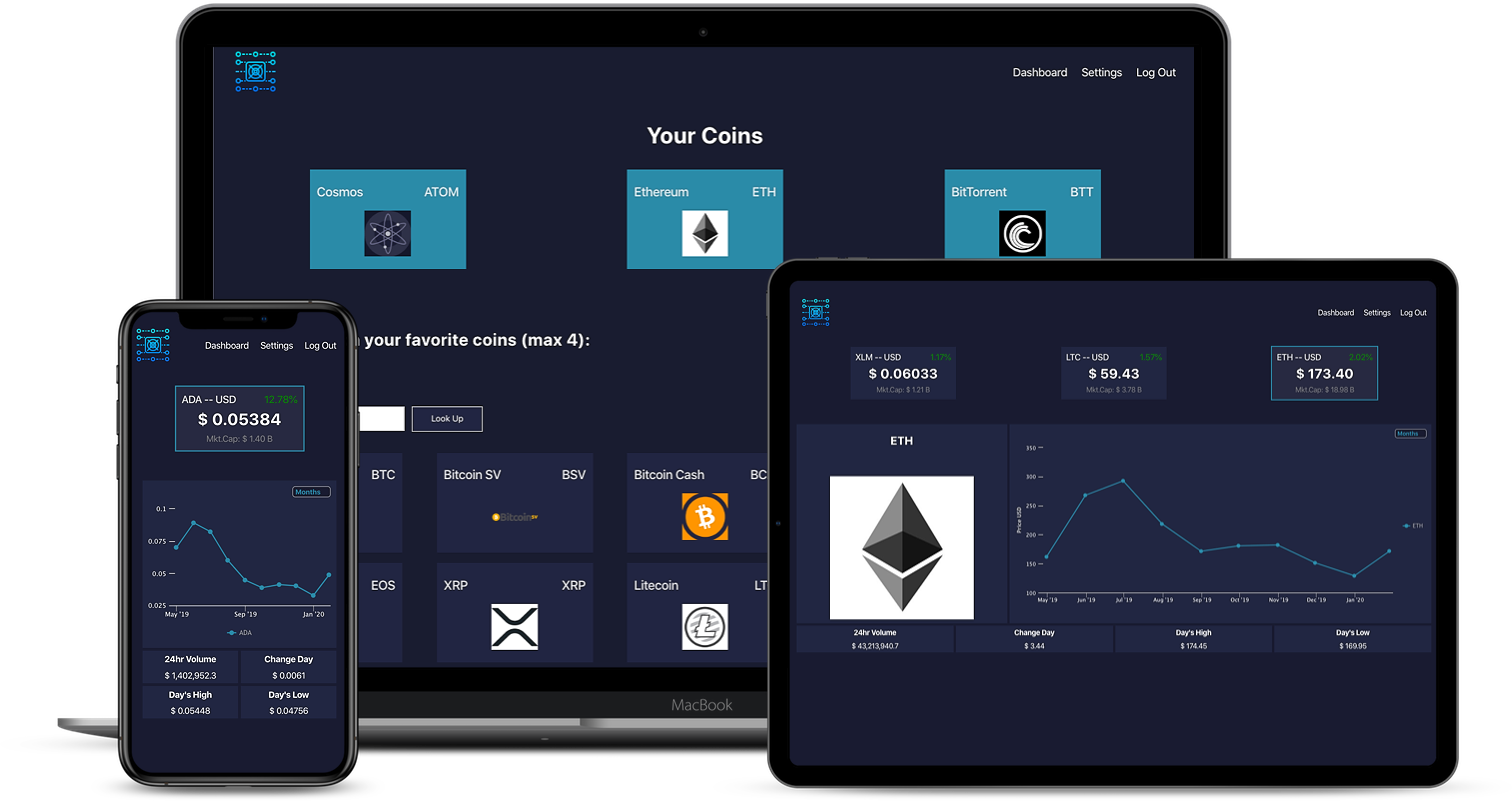 Dashboard Settings Log Out
Your Coins
Cosmos ATOM
Ethereum ETH
BitTorrent BTT
your favorite coins (max 4):
Look Up
BTC
Bitcoin SV BSV
BitcoinSV
Bitcoin Cash BC
EOS
XRP XRP
Litecoin LT
MacBook
Dashboard Settings Log Out
ADA -- USD 12.78%
$ 0.05384
Mkt.Cap: $ 1.40 B
Months
0.1
0.075
0.05
0.025
May '19 Sep '19 Jan '20
ADA
24hr Volume
$ 1,402,952.3
Change Day
$ 0.0061
Day's High
$ 0.05448
Day's Low
$ 0.04756
Dashboard Settings Log Out
XLM -- USD 1.17%
$ 0.06033
Mkt.Cap: $ 1.21 B
LTC -- USD 1.57%
$ 59.43
Mkt.Cap: $ 3.78 B
ETH -- USD 2.02%
$ 173.40
Mkt.Cap: $ 18.98 B
ETH
Months
Price USD
350
300
250
200
150
100
May '19 Jun '19 Jul '19 Aug '19 Sep '19 Oct '19 Nov '19 Dec '19 Jan '20
ETH
24hr Volume
$ 43,213,940.7
Change Day
$ 3.44
Day's High
$ 174.45
Day's Low
$ 169.95